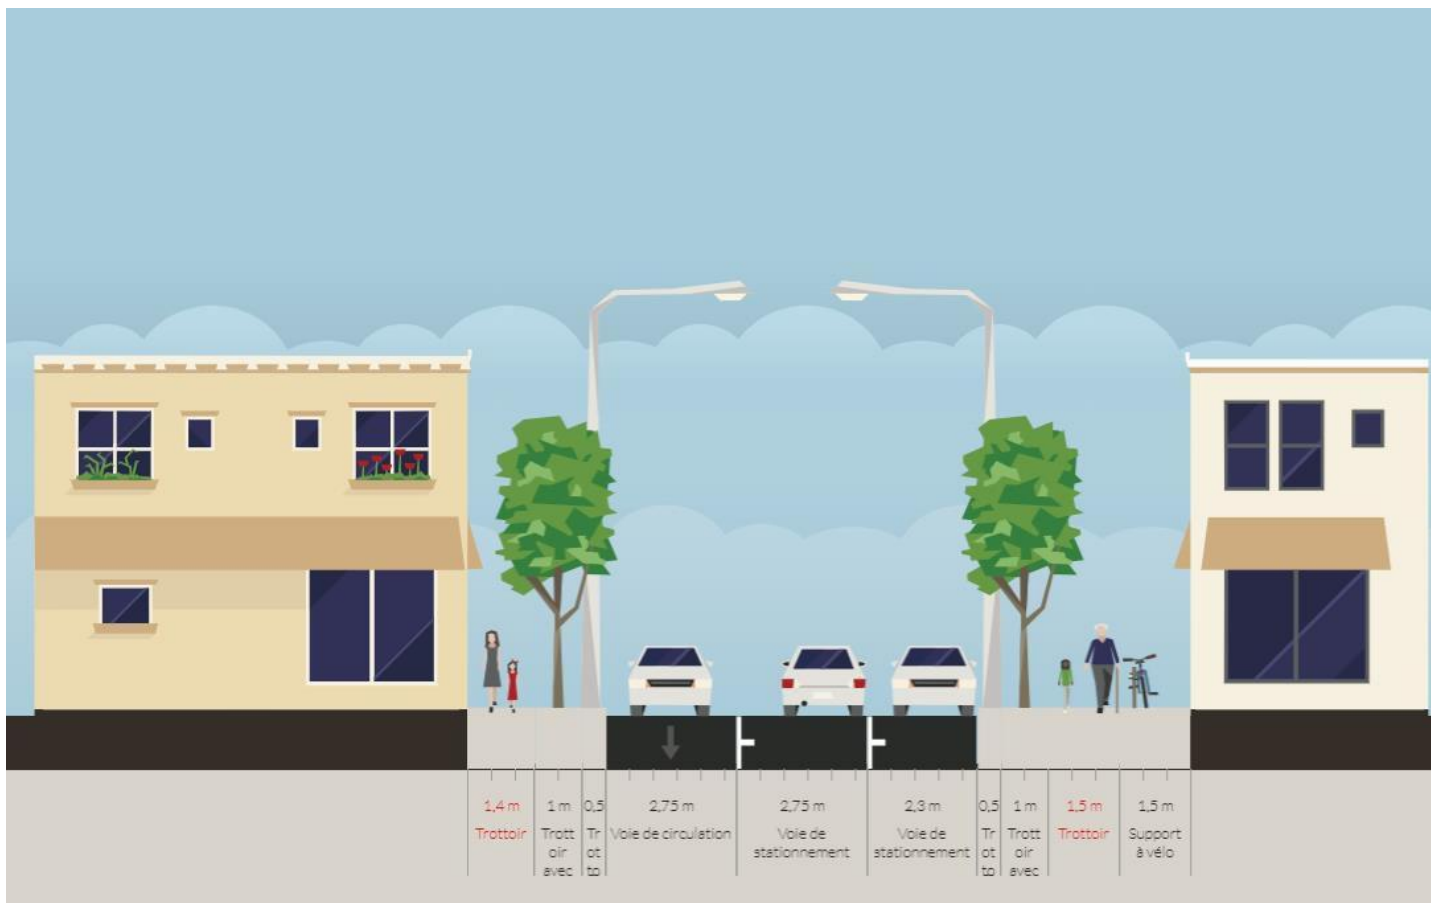 1,4 m
Trottoir
1 m
Trott
oir
avec
0,5
Tr
ot
to
2,75 m
Voie de circulation
2,75 m
Voie de
stationnement
2,3 m
Voie de
stationnement
0,5
Tr
ot
to
1 m
Trott
oir
avec
1,5 m
Trottoir
1,5 m
Support
à vélo